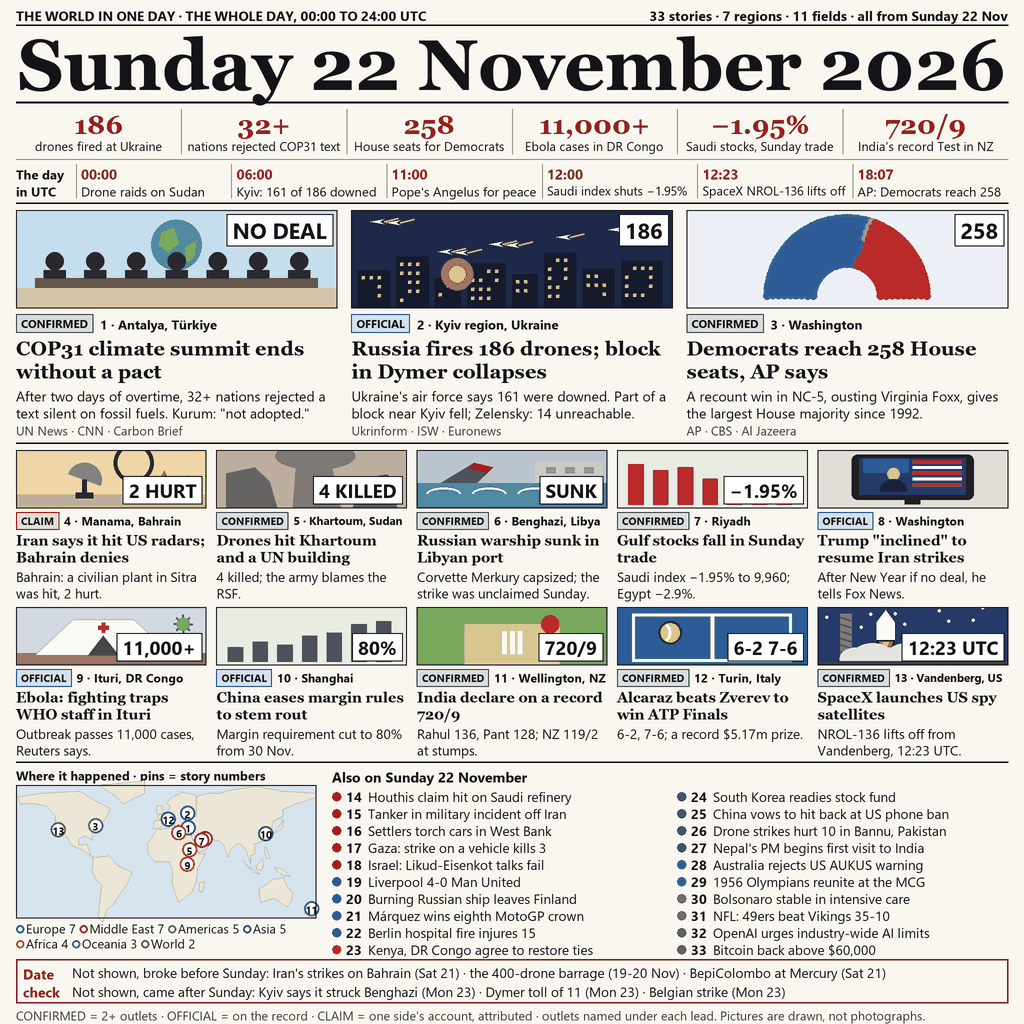 THE WORLD IN ONE DAY · THE WHOLE DAY, 00:00 TO 24:00 UTC
33 stories · 7 regions · 11 fields · all from Sunday 22 Nov
Sunday 22 November 2026
186
drones fired at Ukraine
32+
nations rejected COP31 text
258
House seats for Democrats
11,000+
Ebola cases in DR Congo
−1.95%
Saudi stocks, Sunday trade
720/9
India's record Test in NZ
The day
in UTC
00:00
Drone raids on Sudan
06:00
Kyiv: 161 of 186 downed
11:00
Pope's Angelus for peace
12:00
Saudi index shuts −1.95%
12:23
SpaceX NROL-136 lifts off
18:07
AP: Democrats reach 258
NO DEAL
CONFIRMED 1 · Antalya, Türkiye
COP31 climate summit ends
without a pact
After two days of overtime, 32+ nations rejected a
text silent on fossil fuels. Kurum: "not adopted."
UN News · CNN · Carbon Brief
186
OFFICIAL 2 · Kyiv region, Ukraine
Russia fires 186 drones; block
in Dymer collapses
Ukraine's air force says 161 were downed. Part of a
block near Kyiv fell; Zelensky: 14 unreachable.
Ukrinform · ISW · Euronews
258
CONFIRMED 3 · Washington
Democrats reach 258 House
seats, AP says
A recount win in NC-5, ousting Virginia Foxx, gives
the largest House majority since 1992.
AP · CBS · Al Jazeera
2 HURT
CLAIM 4 · Manama, Bahrain
Iran says it hit US radars;
Bahrain denies
Bahrain: a civilian plant in Sitra
was hit, 2 hurt.
4 KILLED
CONFIRMED 5 · Khartoum, Sudan
Drones hit Khartoum
and a UN building
4 killed; the army blames the
RSF.
SUNK
CONFIRMED 6 · Benghazi, Libya
Russian warship sunk in
Libyan port
Corvette Merkury capsized; the
strike was unclaimed Sunday.
−1.95%
CONFIRMED 7 · Riyadh
Gulf stocks fall in Sunday
trade
Saudi index −1.95% to 9,960;
Egypt −2.9%.
OFFICIAL 8 · Washington
Trump "inclined" to
resume Iran strikes
After New Year if no deal, he
tells Fox News.
11,000+
OFFICIAL 9 · Ituri, DR Congo
Ebola: fighting traps
WHO staff in Ituri
Outbreak passes 11,000 cases,
Reuters says.
80%
OFFICIAL 10 · Shanghai
China eases margin rules
to stem rout
Margin requirement cut to 80%
from 30 Nov.
720/9
CONFIRMED 11 · Wellington, NZ
India declare on a record
720/9
Rahul 136, Pant 128; NZ 119/2
at stumps.
6-2 7-6
CONFIRMED 12 · Turin, Italy
Alcaraz beats Zverev to
win ATP Finals
6-2, 7-6; a record $5.17m prize.
12:23 UTC
CONFIRMED 13 · Vandenberg, US
SpaceX launches US spy
satellites
NROL-136 lifts off from
Vandenberg, 12:23 UTC.
Where it happened · pins = story numbers
13
3
12
2
1
6
7
5
9
10
11
Europe 7 Middle East 7 Americas 5 Asia 5
Africa 4 Oceania 3 World 2
Also on Sunday 22 November
14 Houthis claim hit on Saudi refinery
15 Tanker in military incident off Iran
16 Settlers torch cars in West Bank
17 Gaza: strike on a vehicle kills 3
18 Israel: Likud-Eisenkot talks fail
19 Liverpool 4-0 Man United
20 Burning Russian ship leaves Finland
21 Márquez wins eighth MotoGP crown
22 Berlin hospital fire injures 15
23 Kenya, DR Congo agree to restore ties
24 South Korea readies stock fund
25 China vows to hit back at US phone ban
26 Drone strikes hurt 10 in Bannu, Pakistan
27 Nepal's PM begins first visit to India
28 Australia rejects US AUKUS warning
29 1956 Olympians reunite at the MCG
30 Bolsonaro stable in intensive care
31 NFL: 49ers beat Vikings 35-10
32 OpenAI urges industry-wide AI limits
33 Bitcoin back above $60,000
Date
check
Not shown, broke before Sunday: Iran's strikes on Bahrain (Sat 21) · the 400-drone barrage (19-20 Nov) · BepiColombo at Mercury (Sat 21)
Not shown, came after Sunday: Kyiv says it struck Benghazi (Mon 23) · Dymer toll of 11 (Mon 23) · Belgian strike (Mon 23)
CONFIRMED = 2+ outlets · OFFICIAL = on the record · CLAIM = one side's account, attributed · outlets named under each lead. Pictures are drawn, not photographs.